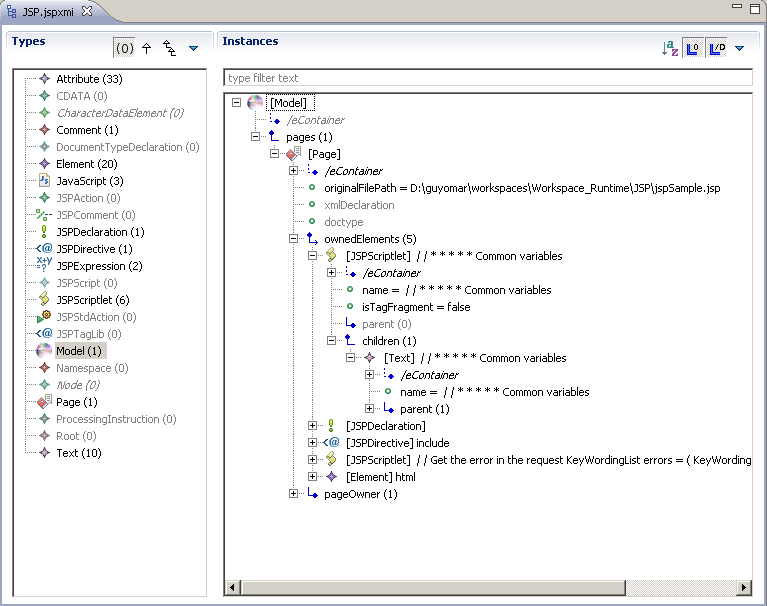 JSP.jspxmi
Types
(0)
Attribute (33)
CDATA (0)
CharacterDataElement (0)
Comment (1)
DocumentTypeDeclaration (0)
Element (20)
JavaScript (3)
JSPAction (0)
JSPComment (0)
JSPDeclaration (1)
JSPDirective (1)
JSPExpression (2)
JSPScript (0)
JSPScriptlet (6)
JSPStdAction (0)
JSPTagLib (0)
Model (1)
Namespace (0)
Node (0)
Page (1)
ProcessingInstruction (0)
Root (0)
Text (10)
Instances
type filter text
[Model]
/eContainer
pages (1)
[Page]
/eContainer
originalFilePath = D:\guyomar\workspaces\Workspace_Runtime\JSP\jspSample.jsp
xmlDeclaration
doctype
ownedElements (5)
[JSPScriptlet] //***** Common variables
/eContainer
name = //***** Common variables
isTagFragment = false
parent (0)
children (1)
[Text] //***** Common variables
/eContainer
name = //***** Common variables
parent (1)
[JSPDeclaration]
[JSPDirective] include
[JSPScriptlet] // Get the error in the request KeyWordingList errors = ( KeyWording
[Element] html
pageOwner (1)